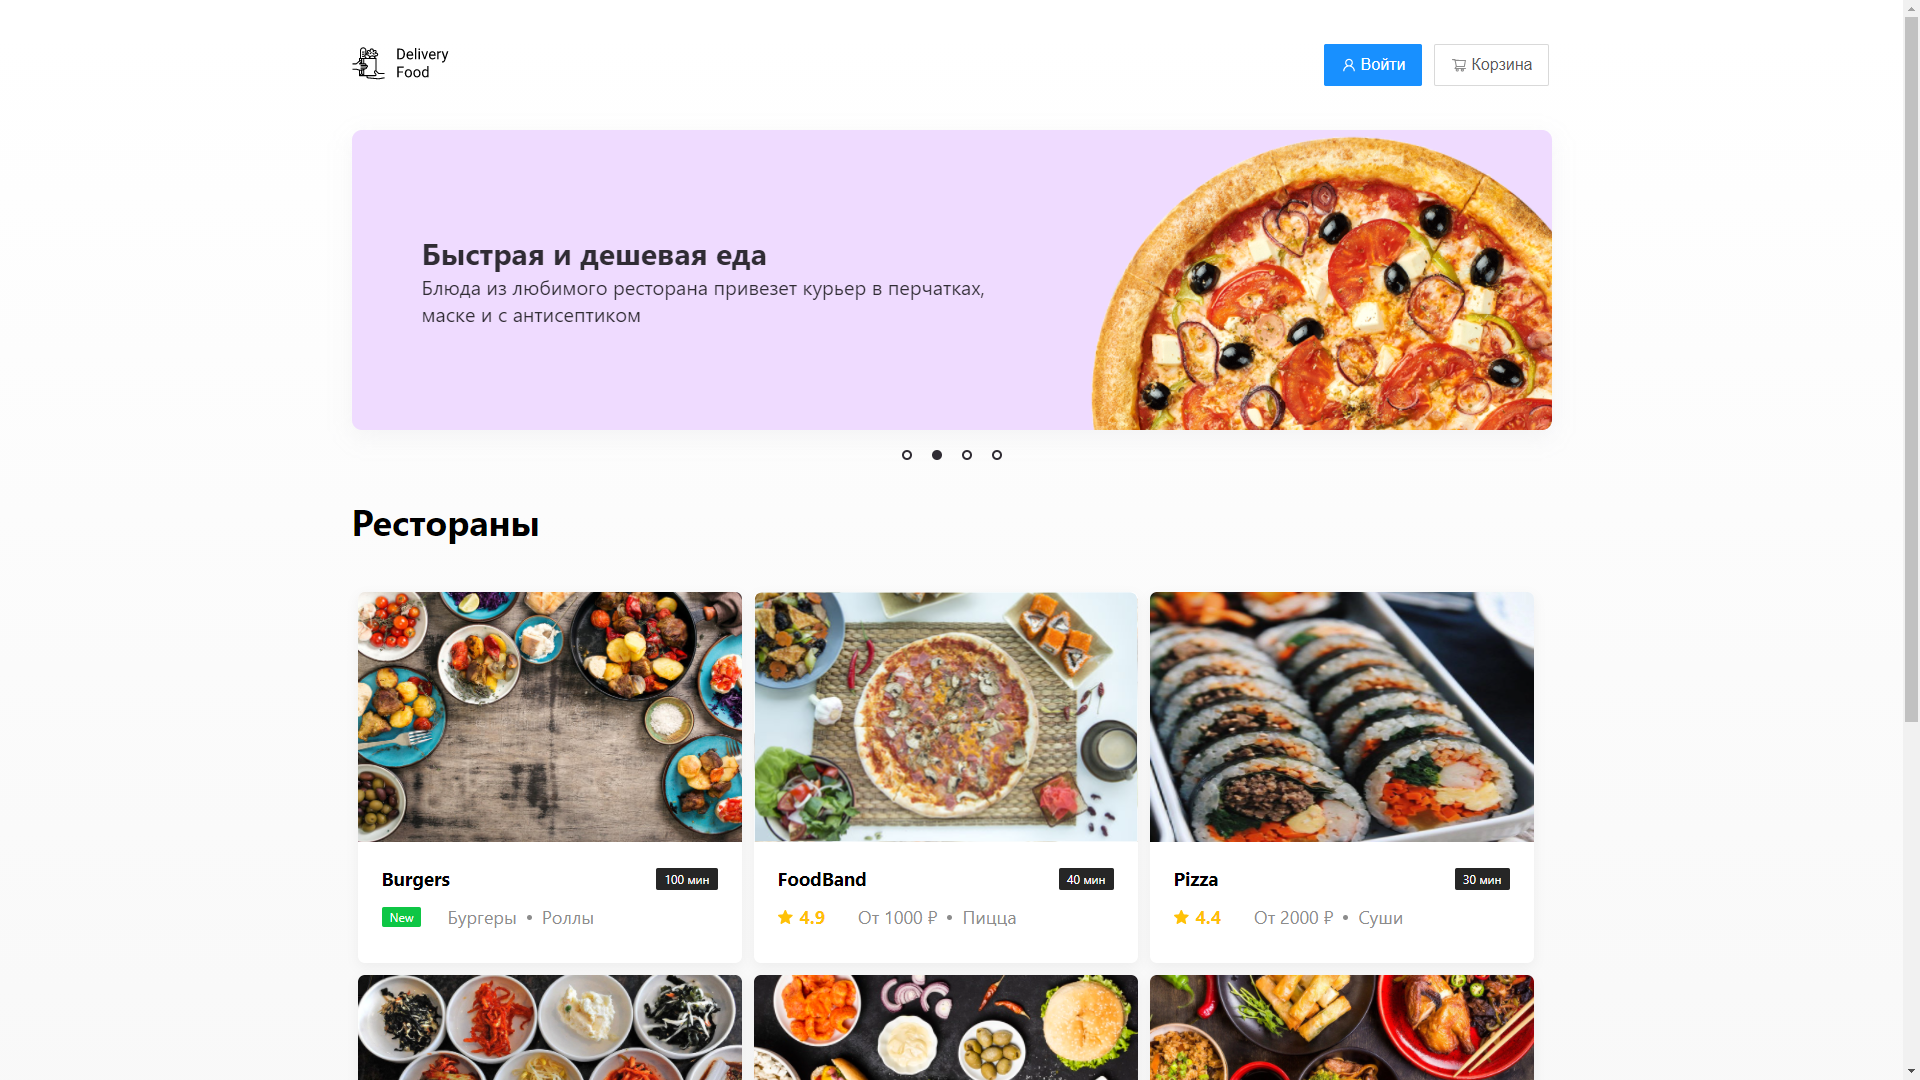 Delivery
Food
Войти
Корзина
Быстрая и дешевая еда
Блюда из любимого ресторана привезет курьер в перчатках,
маске и с антисептиком
Рестораны
Burgers
100 мин
New
Бургеры • Роллы
FoodBand
40 мин
4.9
От 1000 ₽ • Пицца
Pizza
30 мин
4.4
От 2000 ₽ • Суши